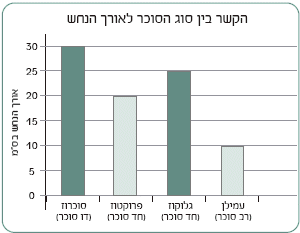 הקשר בין סוג הסוכר לאורך הנחש
אורך הנחש בס"מ
30
25
20
15
10
5
0
סוכרוז פרוקטוז גלוקוז עמילן
(דו סוכר) (חד סוכר) (חד סוכר) (רב סוכר)